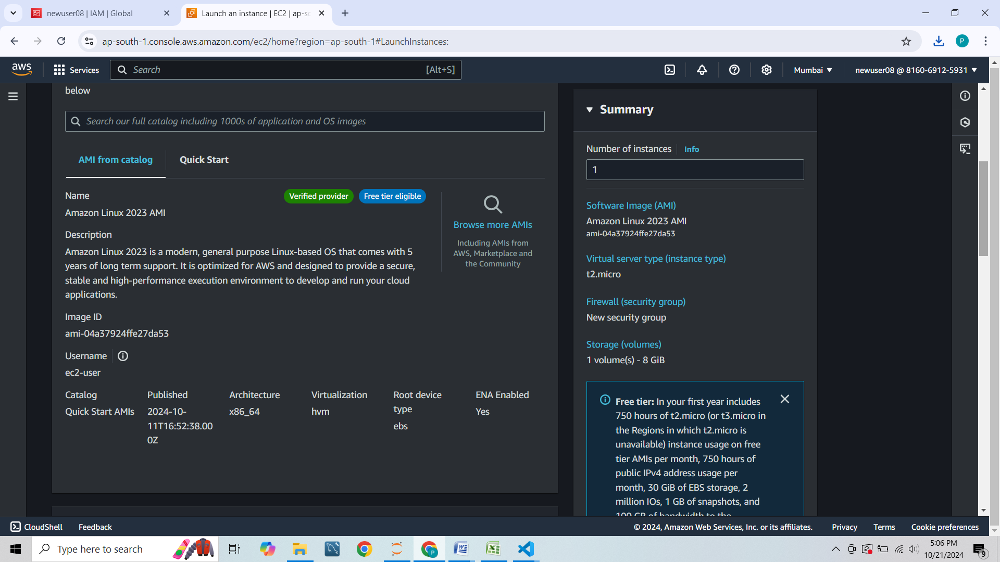 newuser08 | IAM | Global
Launch an instance | EC2 | ap-so
ap-south-1.console.aws.amazon.com/ec2/home?region=ap-south-1#LaunchInstances:
P
aws
Services
Search
[Alt+S]
Mumbai
newuser08 @ 8160-6912-5931
below
Search our full catalog including 1000s of application and OS images
AMI from catalog
Quick Start
Name
Verified provider
Free tier eligible
Amazon Linux 2023 AMI
Description
Amazon Linux 2023 is a modern, general purpose Linux-based OS that comes with 5
years of long term support. It is optimized for AWS and designed to provide a secure,
stable and high-performance execution environment to develop and run your cloud
applications.
Browse more AMIs
Including AMIs from
AWS, Marketplace and
the Community
Image ID
ami-04a37924ffe27da53
Username
ec2-user
Catalog
Quick Start AMIs
Published
2024-10-
11T16:52:38.00
0Z
Architecture
x86_64
Virtualization
hvm
Root device
type
ebs
ENA Enabled
Yes
Summary
Number of instances
Info
1
Software Image (AMI)
Amazon Linux 2023 AMI
ami-04a37924ffe27da53
Virtual server type (instance type)
t2.micro
Firewall (security group)
New security group
Storage (volumes)
1 volume(s) - 8 GiB
Free tier: In your first year includes
750 hours of t2.micro (or t3.micro in
the Regions in which t2.micro is
unavailable) instance usage on free
tier AMIs per month, 750 hours of
public IPv4 address usage per
month, 30 GiB of EBS storage, 2
million IOs, 1 GB of snapshots, and
100 GB of bandwidth to the
CloudShell
Feedback
© 2024, Amazon Web Services, Inc. or its affiliates.
Privacy
Terms
Cookie preferences
Type here to search
P
5:06 PM
10/21/2024
9